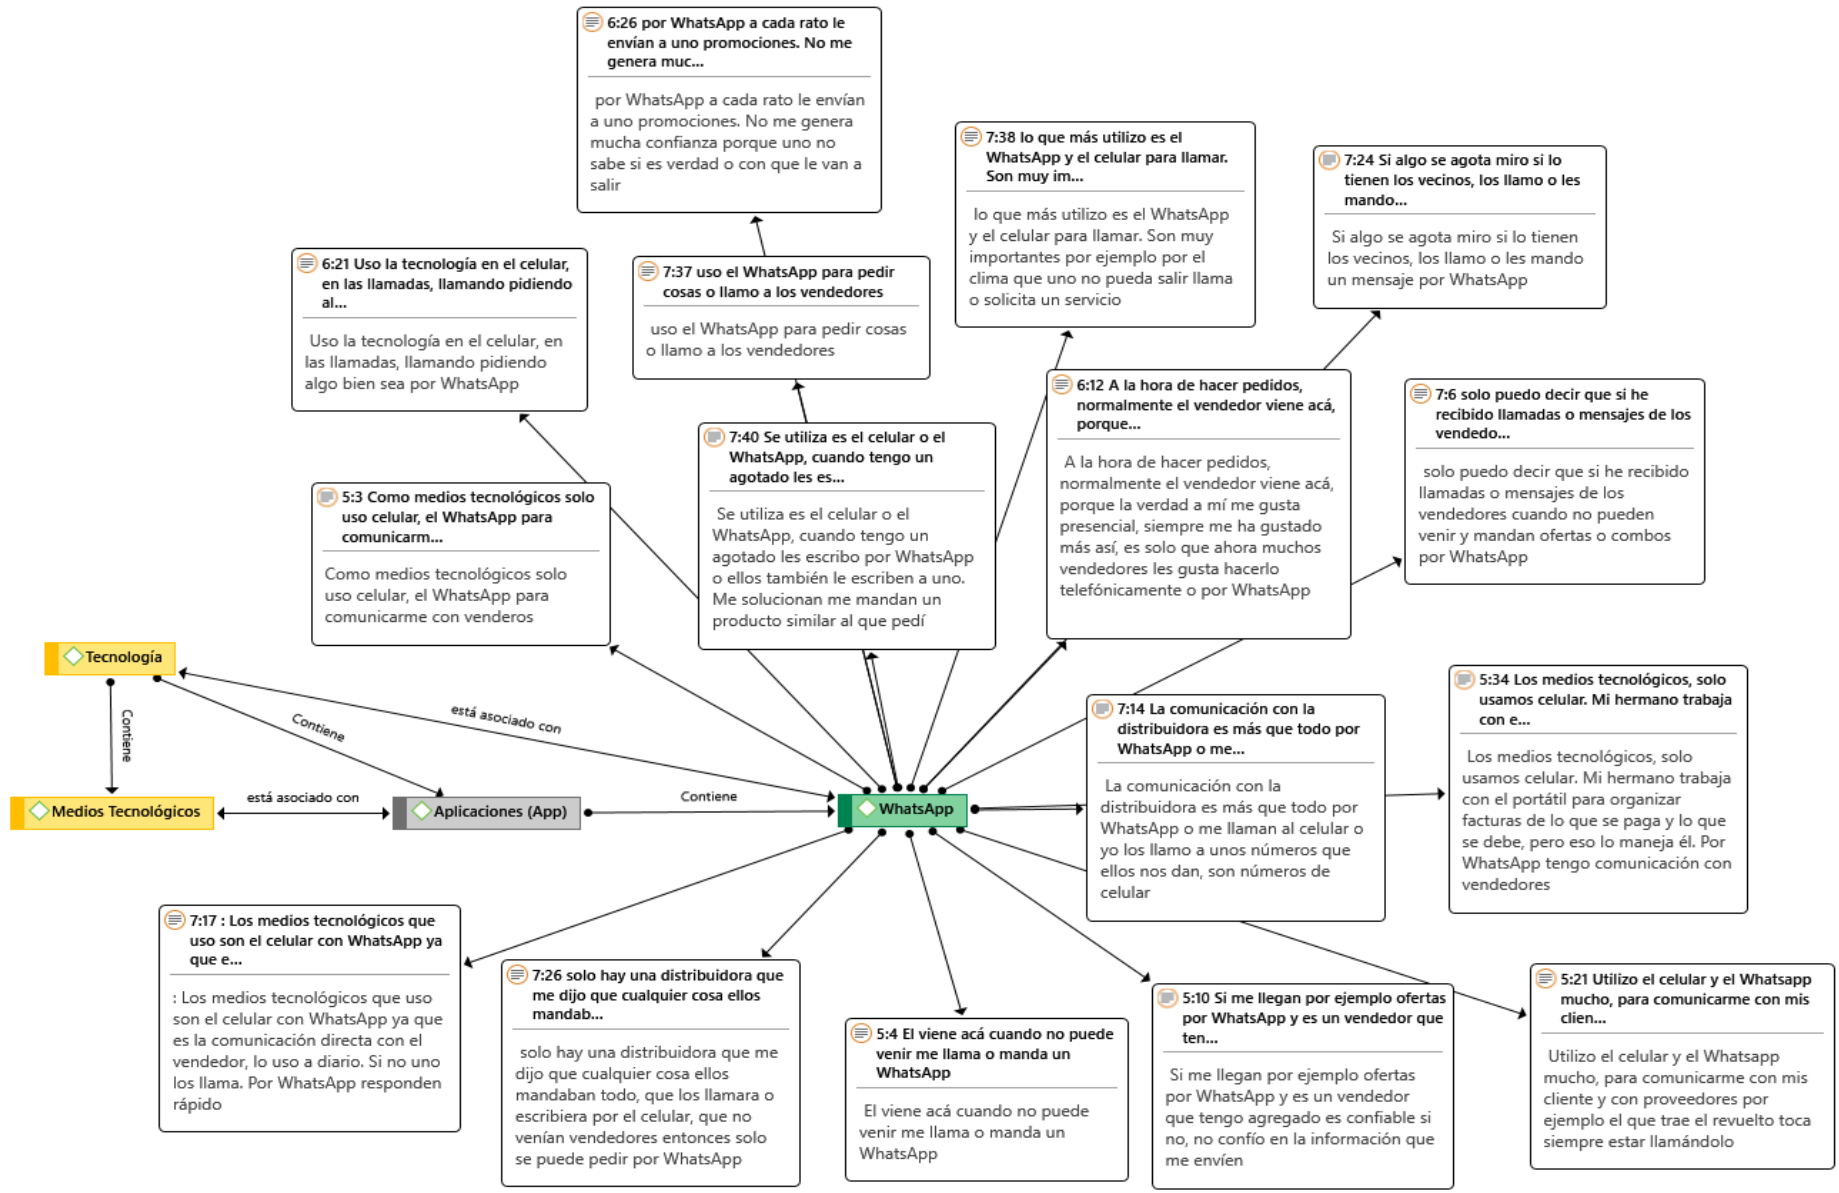 6:26 por WhatsApp a cada rato le
envían a uno promociones. No me
genera muc...
por WhatsApp a cada rato le envían
a uno promociones. No me genera
mucha confianza porque uno no
sabe si es verdad o con que le van a
salir
7:38 lo que más utilizo es el
WhatsApp y el celular para llamar.
Son muy im...
lo que más utilizo es el WhatsApp
y el celular para llamar. Son muy
importantes por ejemplo por el
clima que uno no pueda salir llama
o solicita un servicio
7:24 Si algo se agota miro si lo
tienen los vecinos, los llamo o les
mando...
Si algo se agota miro si lo tienen
los vecinos, los llamo o les mando
un mensaje por WhatsApp
6:21 Uso la tecnología en el celular,
en las llamadas, llamando pidiendo
al...
Uso la tecnología en el celular, en
las llamadas, llamando pidiendo
algo bien sea por WhatsApp
7:37 uso el WhatsApp para pedir
cosas o llamo a los vendedores
uso el WhatsApp para pedir cosas
o llamo a los vendedores
6:12 A la hora de hacer pedidos,
normalmente el vendedor viene acá,
porque...
A la hora de hacer pedidos,
normalmente el vendedor viene acá,
porque la verdad a mí me gusta
presencial, siempre me ha gustado
más así, es solo que ahora muchos
vendedores les gusta hacerlo
telefónicamente o por WhatsApp
7:6 solo puedo decir que si he
recibido llamadas o mensajes de los
vendedo...
solo puedo decir que si he recibido
llamadas o mensajes de los
vendedores cuando no pueden
venir y mandan ofertas o combos
por WhatsApp
7:40 Se utiliza es el celular o el
WhatsApp, cuando tengo un
agotado les es...
Se utiliza es el celular o el
WhatsApp, cuando tengo un
agotado les escribo por WhatsApp
o ellos también le escriben a uno.
Me solucionan me mandan un
producto similar al que pedí
5:3 Como medios tecnológicos solo
uso celular, el WhatsApp para
comunicarm...
Como medios tecnológicos solo
uso celular, el WhatsApp para
comunicarme con venderos
Tecnología
Contiene
Contiene
está asociado con
Medios Tecnológicos
está asociado con
Aplicaciones (App)
Contiene
WhatsApp
7:14 La comunicación con la
distribuidora es más que todo por
WhatsApp o me...
La comunicación con la
distribuidora es más que todo por
WhatsApp o me llaman al celular o
yo los llamo a unos números que
ellos nos dan, son números de
celular
5:34 Los medios tecnológicos, solo
usamos celular. Mi hermano trabaja
con e...
Los medios tecnológicos, solo
usamos celular. Mi hermano trabaja
con el portátil para organizar
facturas de lo que se paga y lo que
se debe, pero eso lo maneja él. Por
WhatsApp tengo comunicación con
vendedores
7:17 : Los medios tecnológicos que
uso son el celular con WhatsApp ya
que e...
: Los medios tecnológicos que uso
son el celular con WhatsApp ya que
es la comunicación directa con el
vendedor, lo uso a diario. Si no uno
los llama. Por WhatsApp responden
rápido
7:26 solo hay una distribuidora que
me dijo que cualquier cosa ellos
mandab...
solo hay una distribuidora que me
dijo que cualquier cosa ellos
mandaban todo, que los llamara o
escribiera por el celular, que no
venían vendedores entonces solo
se puede pedir por WhatsApp
5:4 El viene acá cuando no puede
venir me llama o manda un
WhatsApp
El viene acá cuando no puede
venir me llama o manda un
WhatsApp
5:10 Si me llegan por ejemplo ofertas
por WhatsApp y es un vendedor que
ten...
Si me llegan por ejemplo ofertas
por WhatsApp y es un vendedor
que tengo agregado es confiable si
no, no confío en la información que
me envíen
5:21 Utilizo el celular y el Whatsapp
mucho, para comunicarme con mis
clien...
Utilizo el celular y el Whatsapp
mucho, para comunicarme con mis
cliente y con proveedores por
ejemplo el que trae el revuelto toca
siempre estar llamándolo